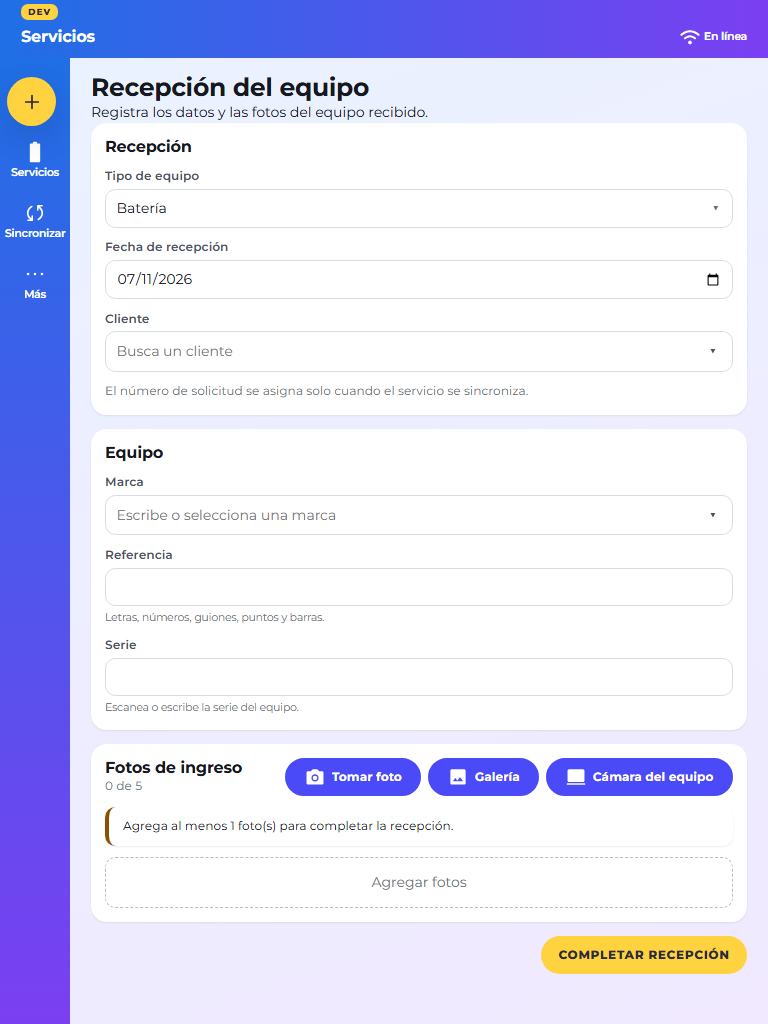 DEV
Servicios
En línea
Servicios
Sincronizar
Más
Recepción del equipo
Registra los datos y las fotos del equipo recibido.
Recepción
Tipo de equipo
Batería
Fecha de recepción
07/11/2026
Cliente
Busca un cliente
El número de solicitud se asigna solo cuando el servicio se sincroniza.
Equipo
Marca
Escribe o selecciona una marca
Referencia
Letras, números, guiones, puntos y barras.
Serie
Escanea o escribe la serie del equipo.
Fotos de ingreso
0 de 5
Tomar foto
Galería
Cámara del equipo
Agrega al menos 1 foto(s) para completar la recepción.
Agregar fotos
COMPLETAR RECEPCIÓN